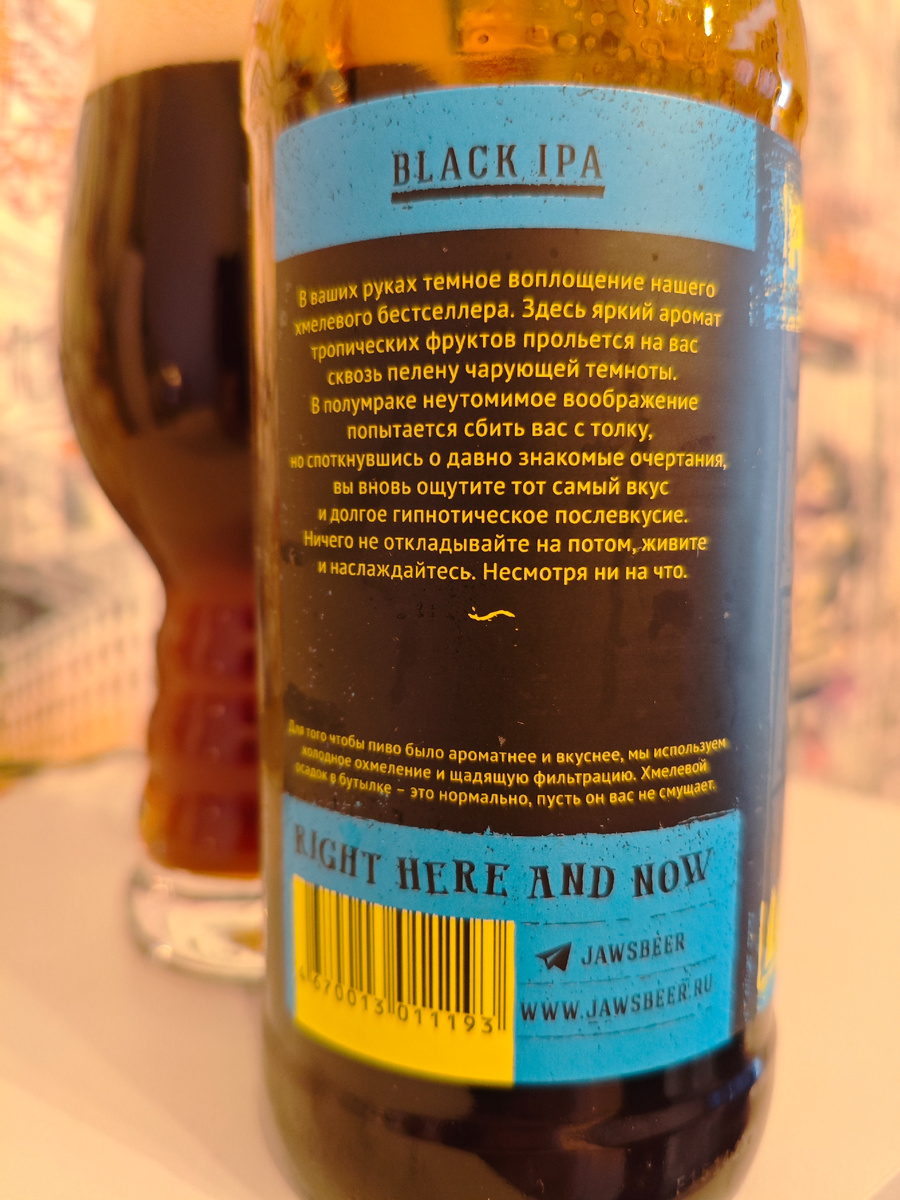 BLACK IPA
В ваших руках темное воплощение нашего
хмелевого бестселлера. Здесь яркий аромат
тропических фруктов прольется на вас
сквозь пелену чарующей темноты.
В полумраке неутомимое воображение
попытается сбить вас с толку,
но споткнувшись о давно знакомые очертания,
вы вновь ощутите тот самый вкус
и долгое гипнотическое послевкусие.
Ничего не откладывайте на потом, живите
и наслаждайтесь. Несмотря ни на что.
Для того чтобы пиво было ароматнее и вкуснее, мы используем
холодное охмеление и щадящую фильтрацию. Хмелевой
осадок в бутылке – это нормально, пусть он вас не смущает.
RIGHT HERE AND NOW
JAWSBEER
WWW.JAWSBEER.RU
4 670013 011193